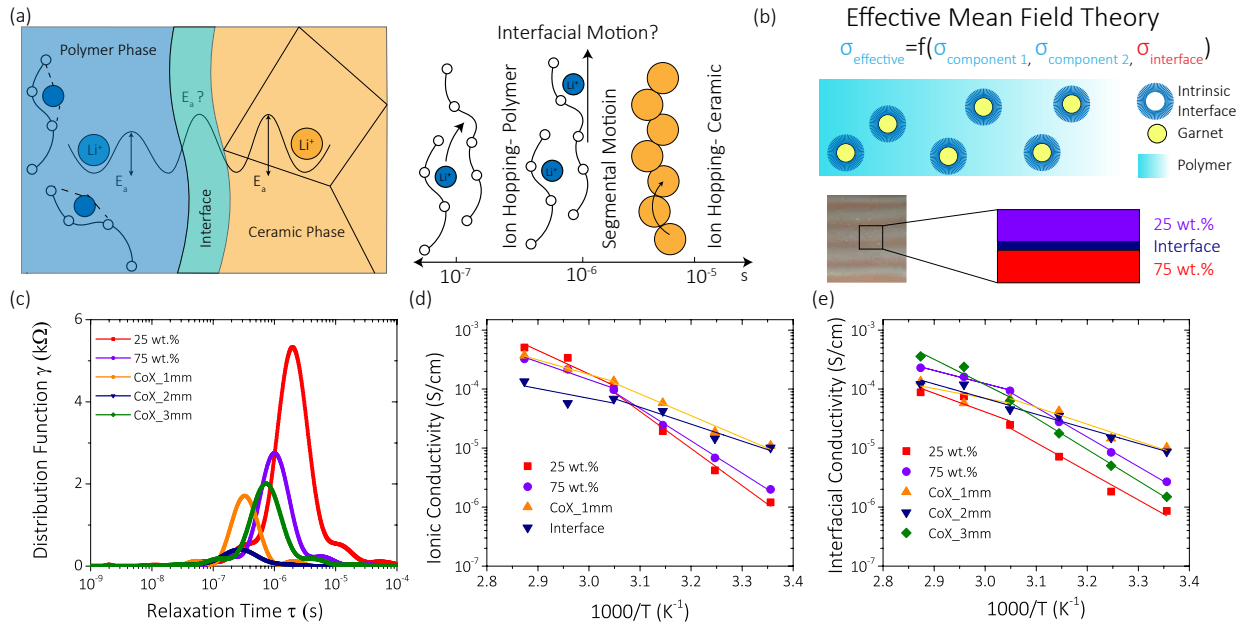 (a)
Polymer Phase
Eₐ ?
Li⁺
Li⁺
Eₐ
Eₐ
Interface
Ceramic Phase
Interfacial Motion?
Li⁺
Li⁺
Li⁺
Ion Hopping- Polymer
Segmental Motioin
Ion Hopping- Ceramic
10⁻⁷
10⁻⁶
10⁻⁵
s
(b)
Effective Mean Field Theory
σeffective=f(σcomponent 1, σcomponent 2, σinterface)
Intrinsic
Interface
Garnet
Polymer
25 wt.%
Interface
75 wt.%
(c)
Distribution Function γ (kΩ)
6
4
2
0
25 wt.%
75 wt.%
CoX_1mm
CoX_2mm
CoX_3mm
10⁻⁹
10⁻⁸
10⁻⁷
10⁻⁶
10⁻⁵
10⁻⁴
Relaxation Time τ (s)
(d)
Ionic Conductivity (S/cm)
10⁻³
10⁻⁴
10⁻⁵
10⁻⁶
10⁻⁷
25 wt.%
75 wt.%
CoX_1mm
Interface
2.8
2.9
3.0
3.1
3.2
3.3
3.4
1000/T (K⁻¹)
(e)
Interfacial Conductivity (S/cm)
10⁻³
10⁻⁴
10⁻⁵
10⁻⁶
10⁻⁷
25 wt.%
75 wt.%
CoX_1mm
CoX_2mm
CoX_3mm
2.8
2.9
3.0
3.1
3.2
3.3
3.4
1000/T (K⁻¹)